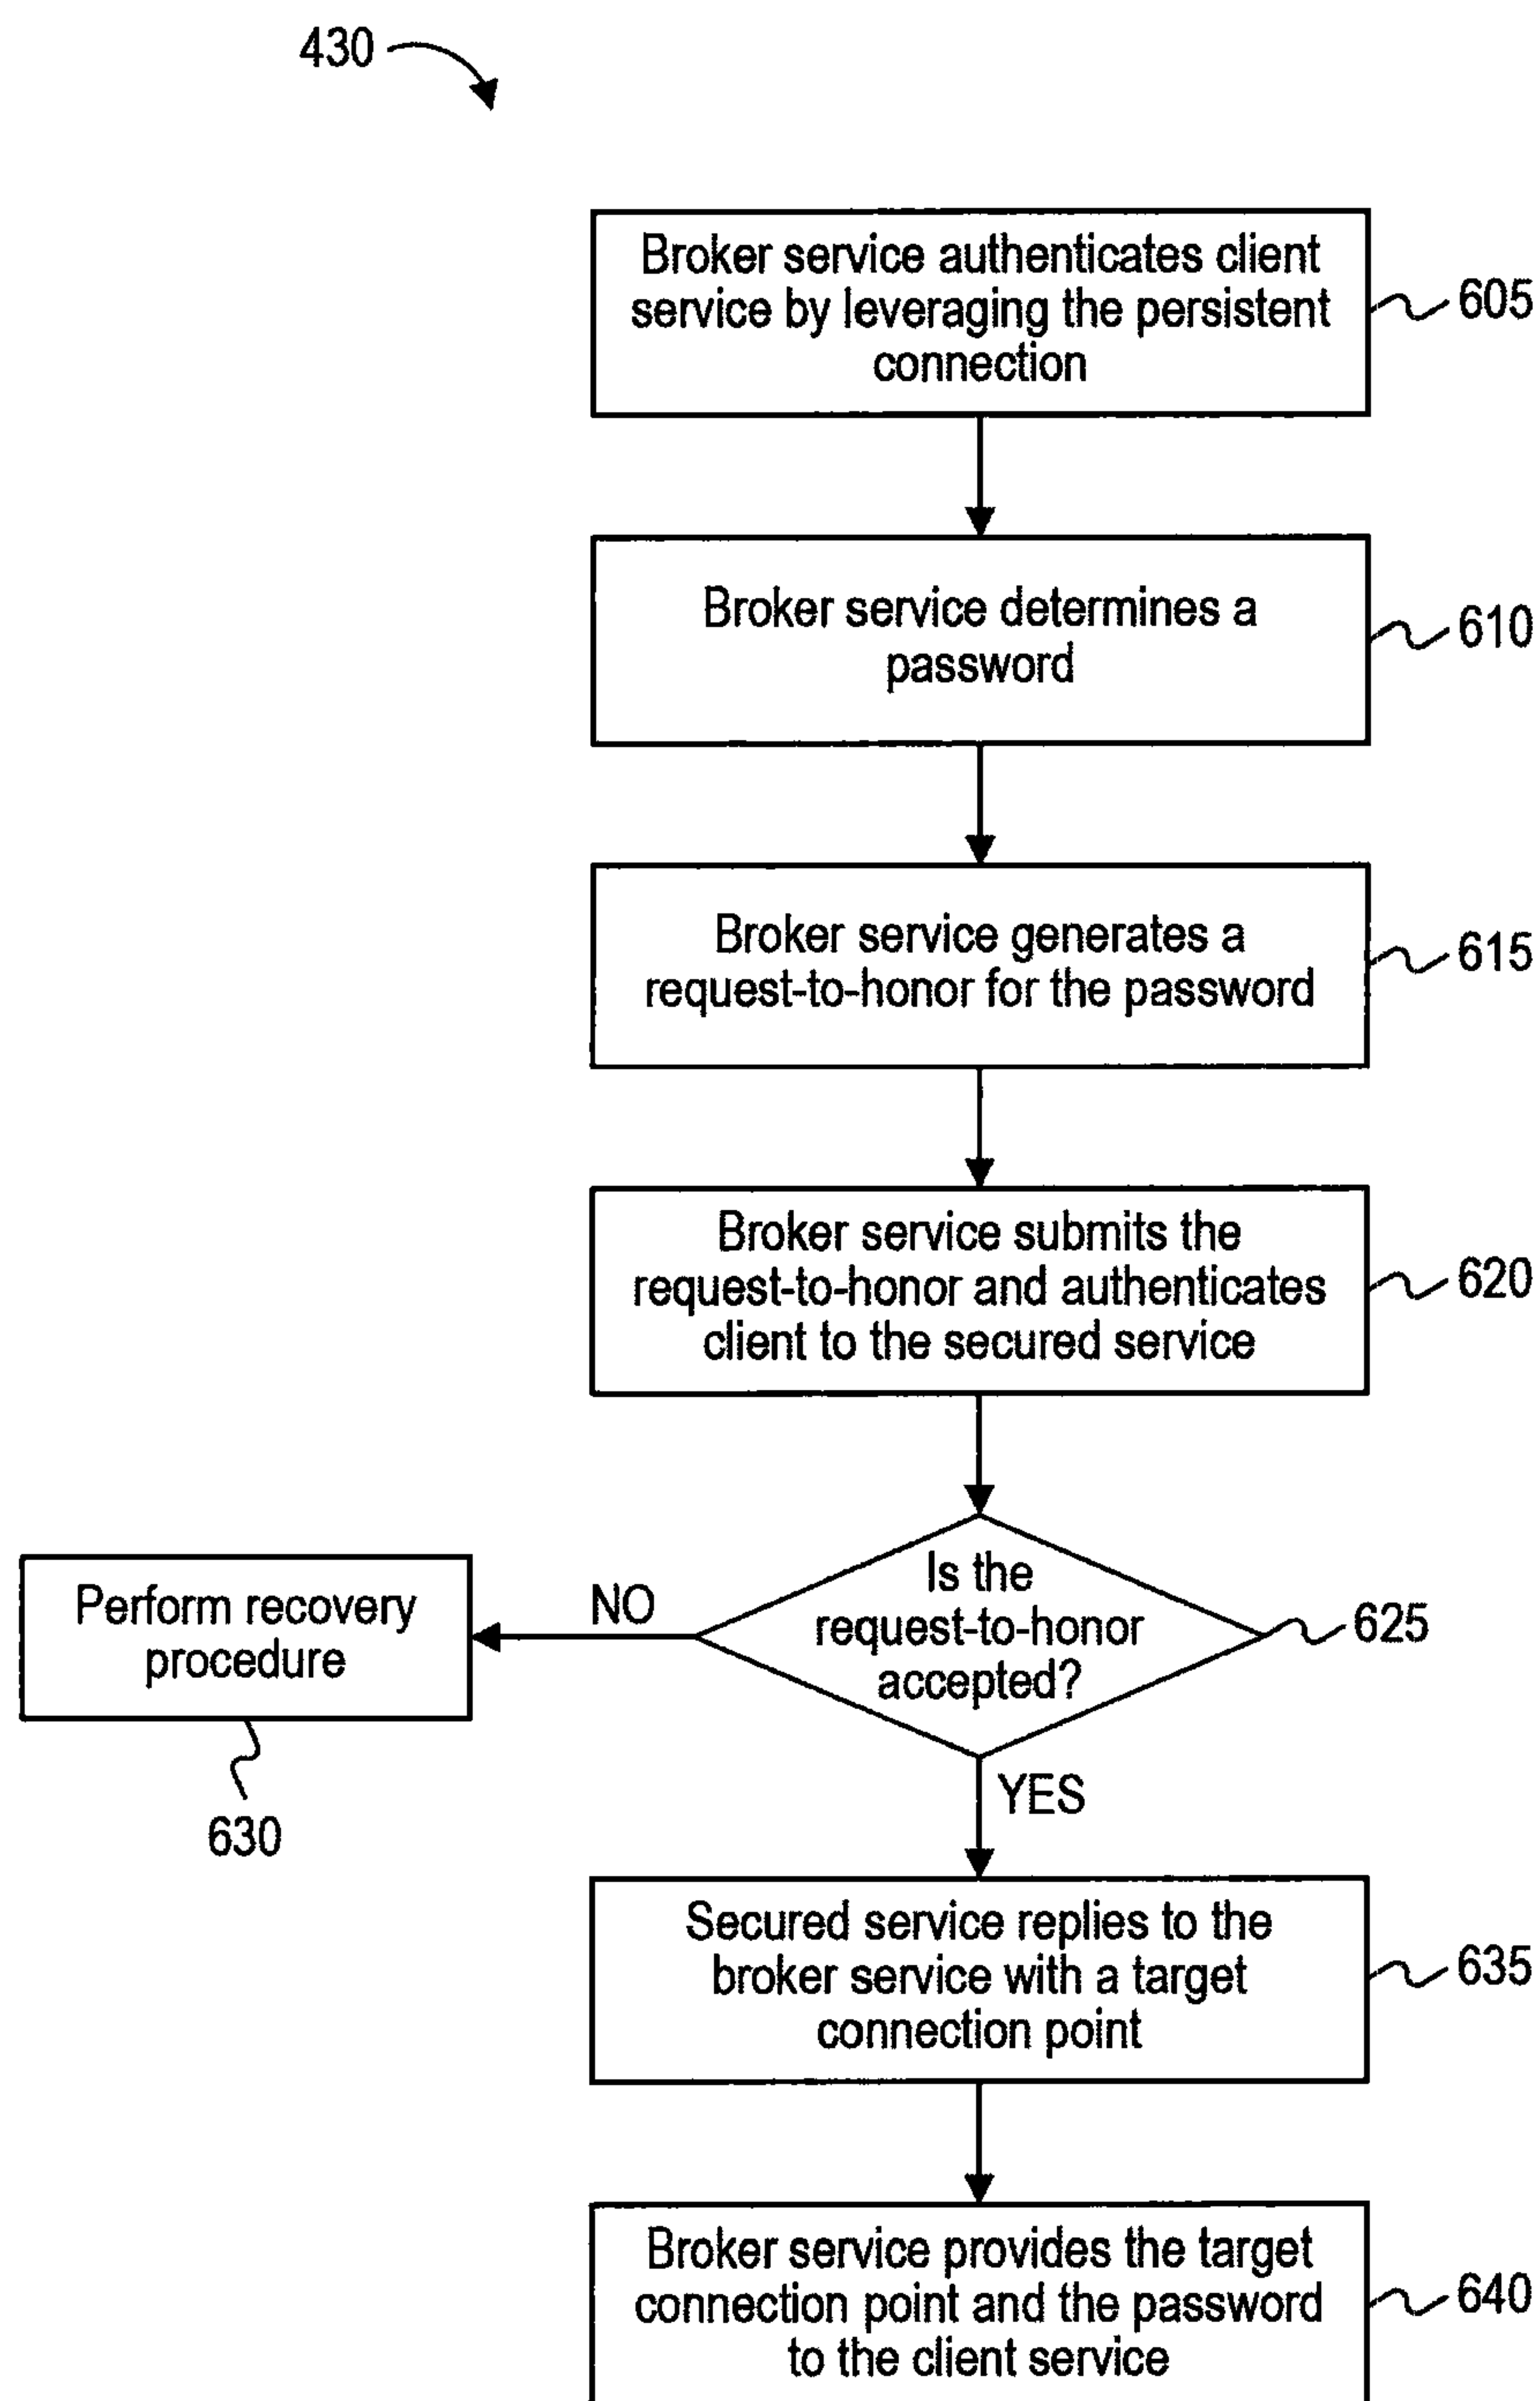 430
Broker service authenticates client
service by leveraging the persistent
connection
605
Broker service determines a
password
610
Broker service generates a
request-to-honor for the password
615
Broker service submits the
request-to-honor and authenticates
client to the secured service
620
Is the
request-to-honor
accepted?
625
NO
Perform recovery
procedure
630
YES
Secured service replies to the
broker service with a target
connection point
635
Broker service provides the target
connection point and the password
to the client service
640